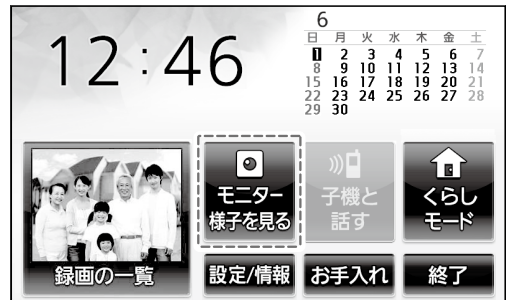 12:46
6
日 月 火 水 木 金 土
1 2 3 4 5 6 7
8 9 10 11 12 13 14
15 16 17 18 19 20 21
22 23 24 25 26 27 28
29 30
録画の一覧
モニター
様子を見る
子機と
話す
くらし
モード
設定/情報
お手入れ
終了